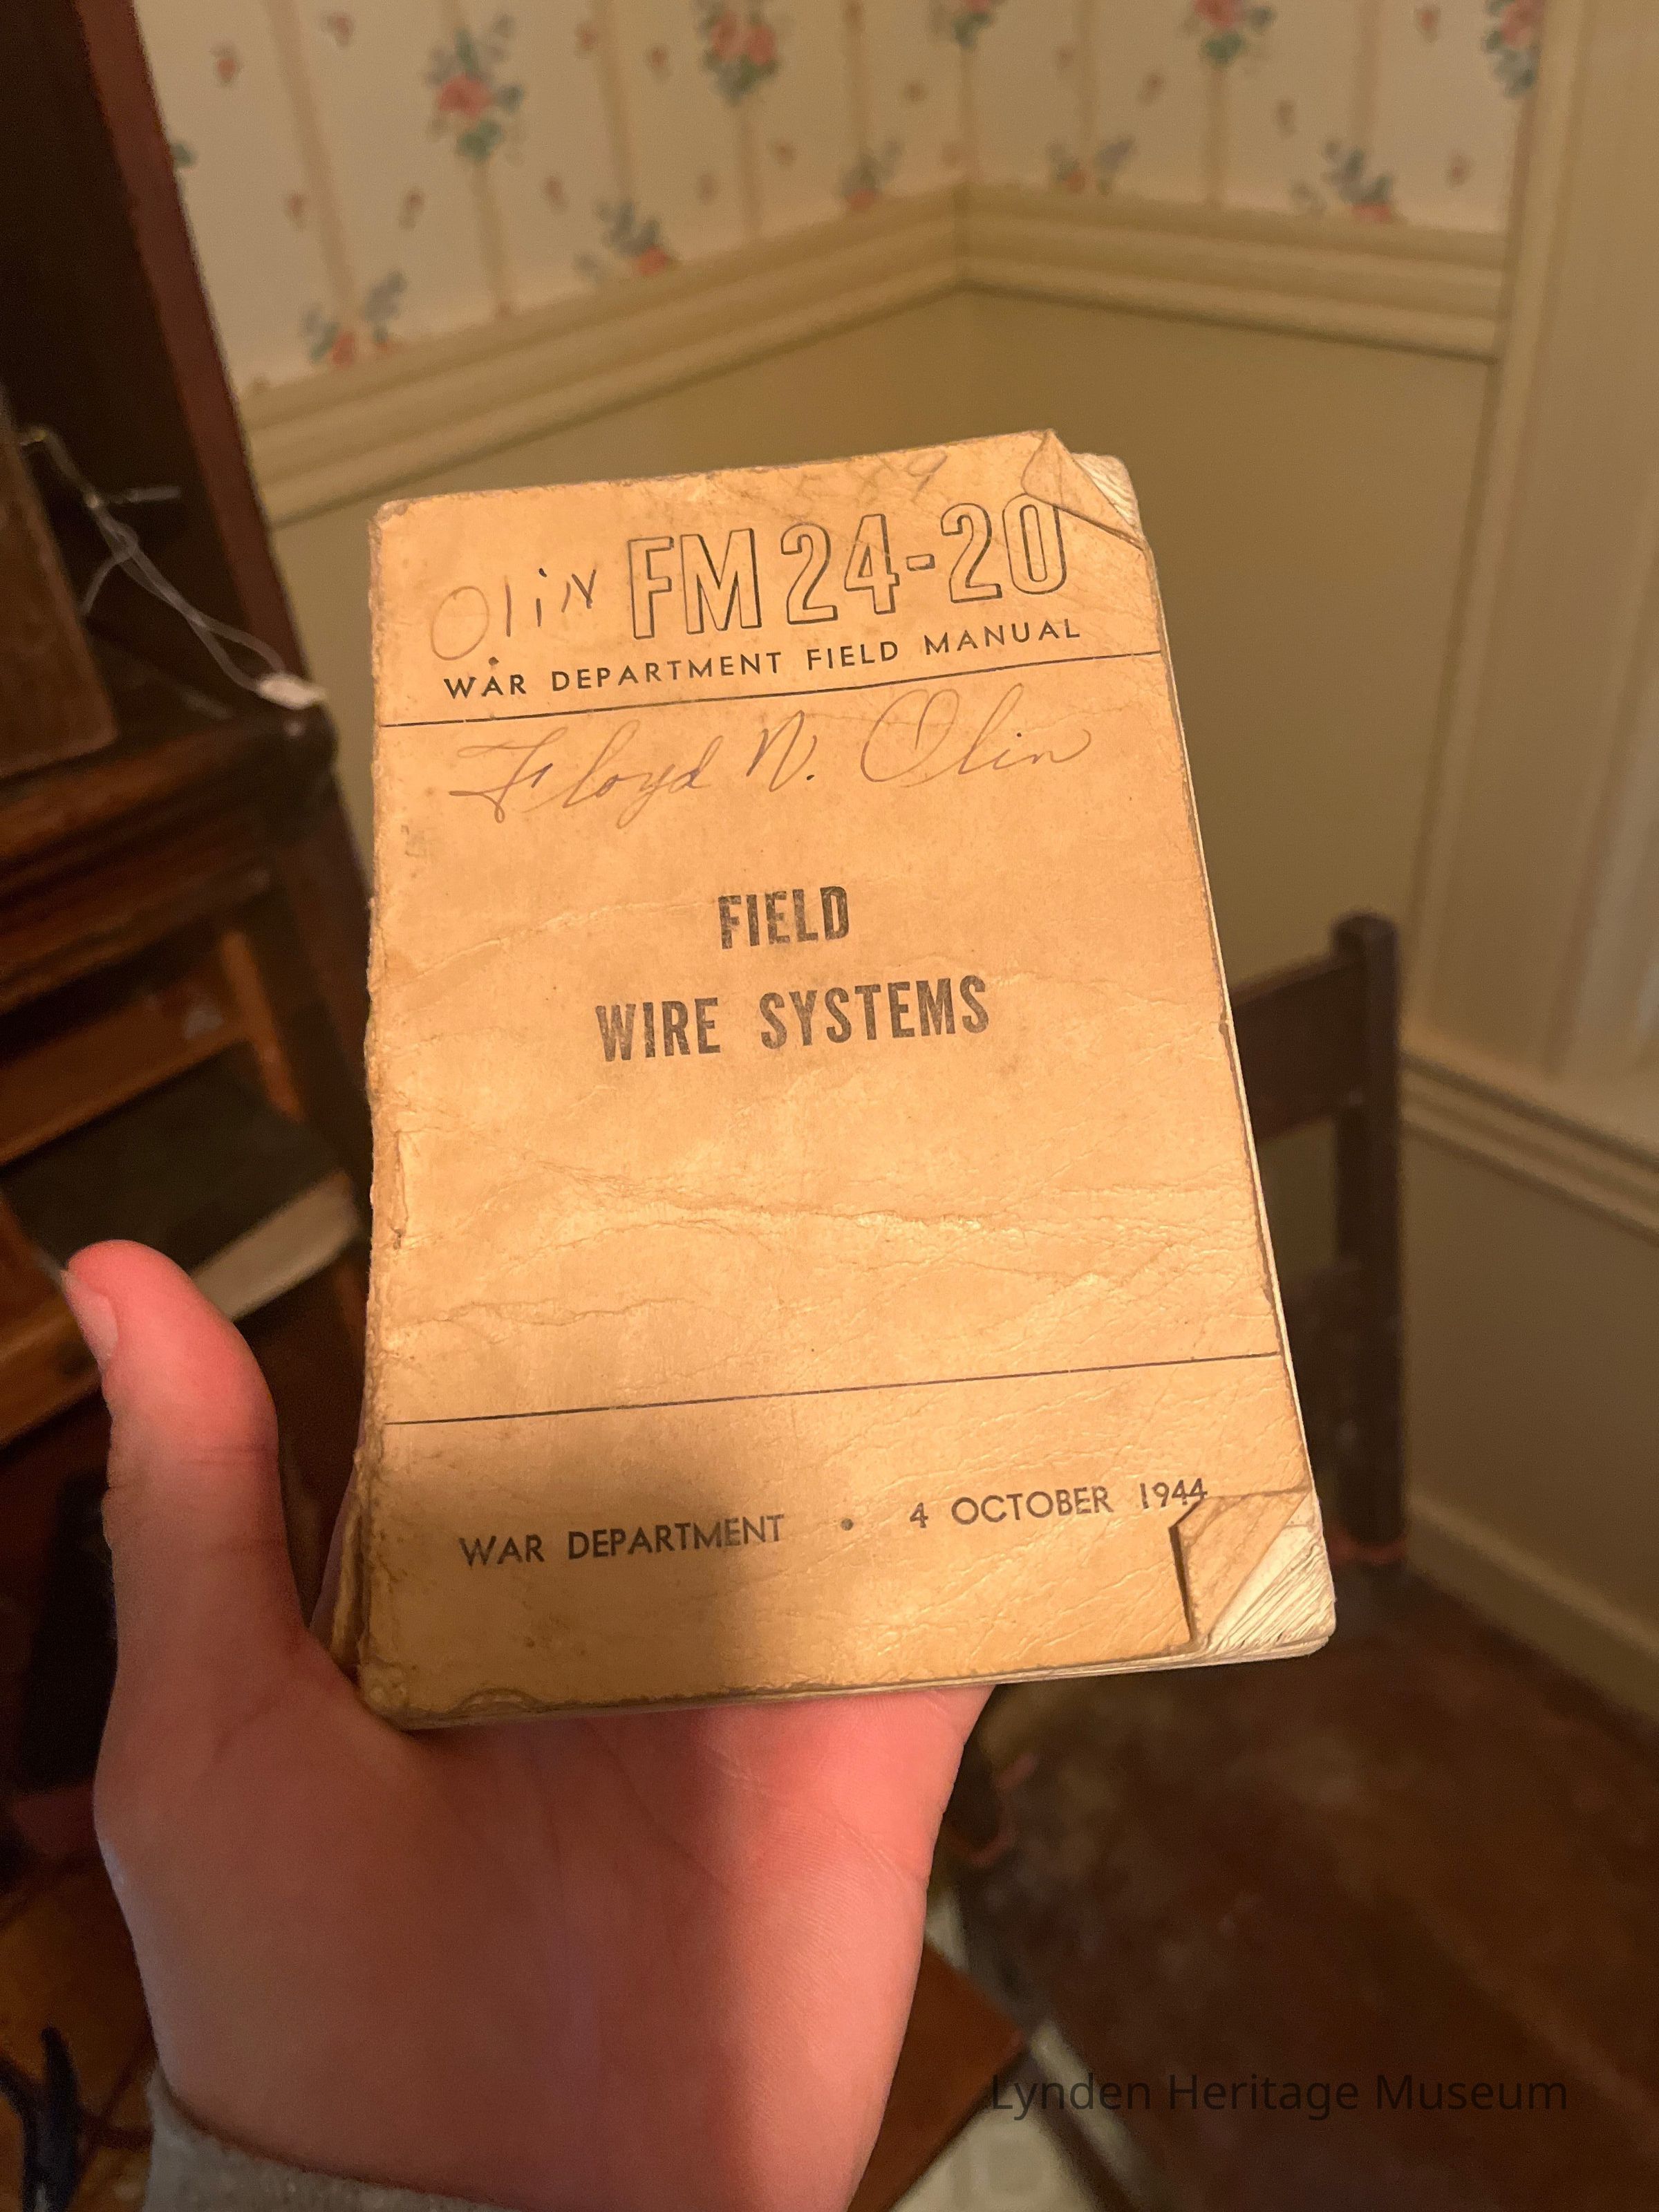 Olin FM 24-20
WAR DEPARTMENT FIELD MANUAL
Floyd N. Olin
FIELD
WIRE SYSTEMS
WAR DEPARTMENT • 4 OCTOBER 1944
Lynden Heritage Museum